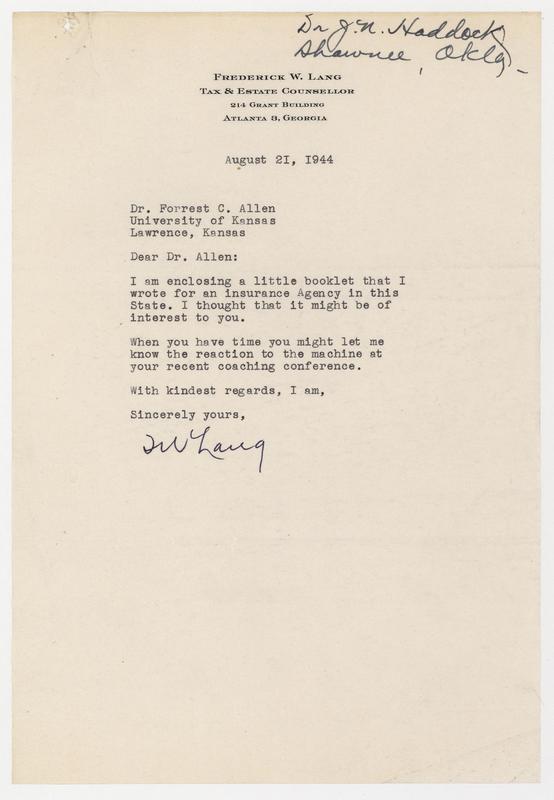 Dr J. N. Haddock
Shawnee, Okla.
Frederick W. Lang
Tax & Estate Counsellor
214 Grant Building
Atlanta 3, Georgia
August 21, 1944
Dr. Forrest C. Allen
University of Kansas
Lawrence, Kansas
Dear Dr. Allen:
I am enclosing a little booklet that I
wrote for an insurance Agency in this
State. I thought that it might be of
interest to you.
When you have time you might let me
know the reaction to the machine at
your recent coaching conference.
With kindest regards, I am,
Sincerely yours,
FW Lang